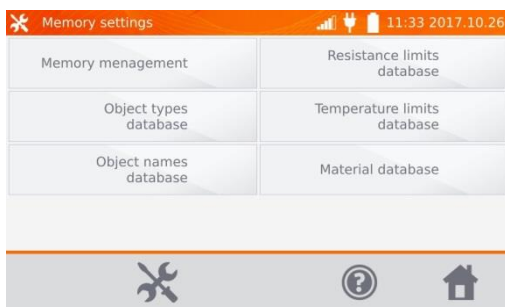 Memory settings
11:33 2017.10.26
Memory menagement
Resistance limits
database
Object types
database
Temperature limits
database
Object names
database
Material database
?